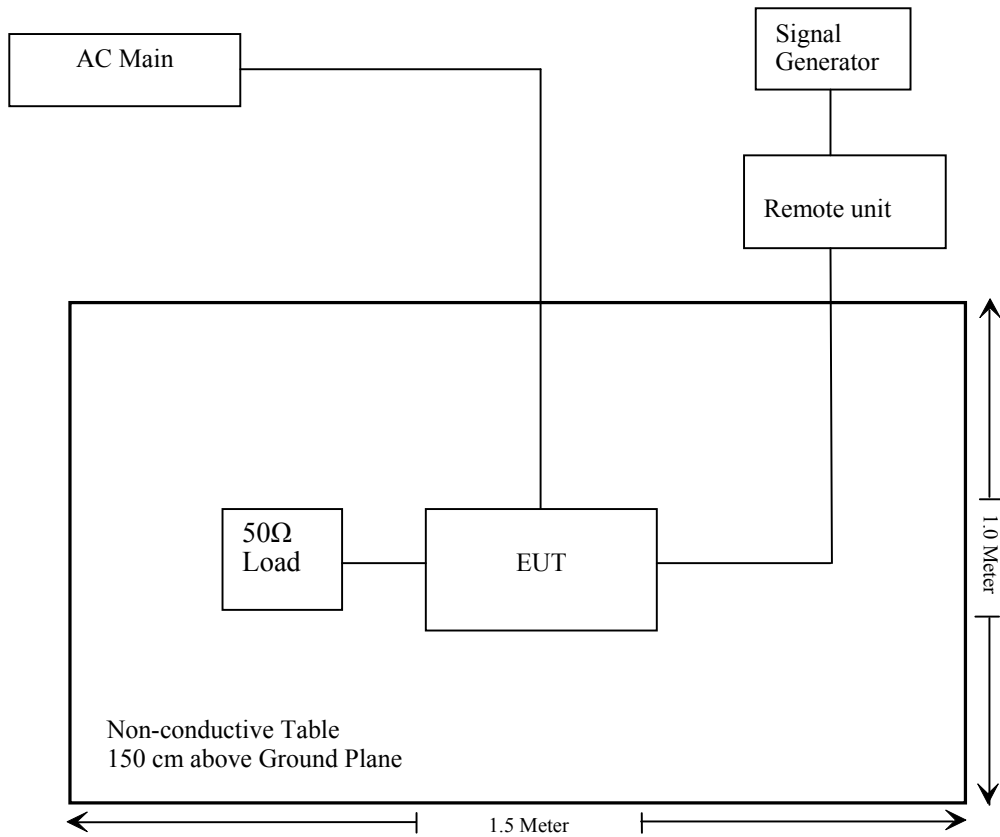 AC Main
Signal
Generator
Remote unit
50Ω
Load
EUT
1.0 Meter
Non-conductive Table
150 cm above Ground Plane
1.5 Meter